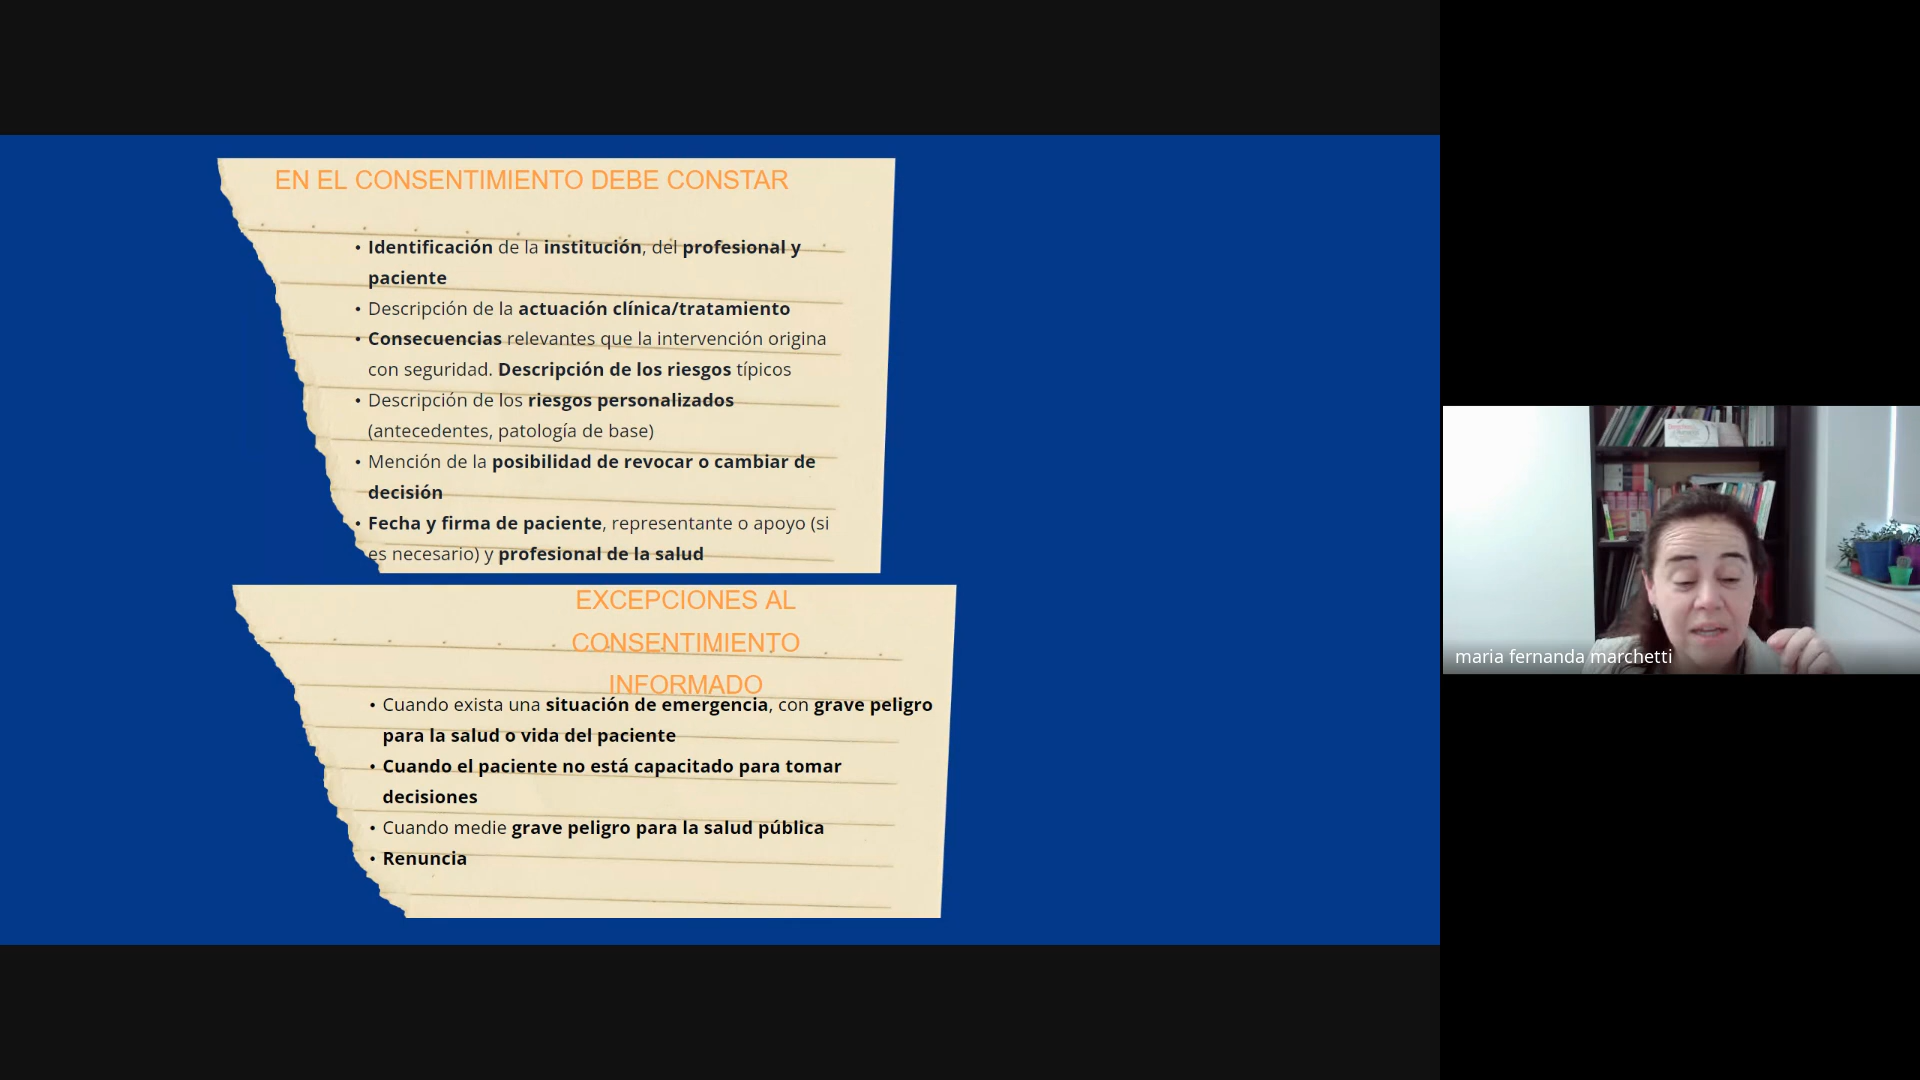 EN EL CONSENTIMIENTO DEBE CONSTAR
• Identificación de la institución, del profesional y
paciente
• Descripción de la actuación clínica/tratamiento
• Consecuencias relevantes que la intervención origina
con seguridad. Descripción de los riesgos típicos
• Descripción de los riesgos personalizados
(antecedentes, patología de base)
• Mención de la posibilidad de revocar o cambiar de
decisión
• Fecha y firma de paciente, representante o apoyo (si
es necesario) y profesional de la salud
EXCEPCIONES AL
CONSENTIMIENTO
INFORMADO
• Cuando exista una situación de emergencia, con grave peligro
para la salud o vida del paciente
• Cuando el paciente no está capacitado para tomar
decisiones
• Cuando medie grave peligro para la salud pública
• Renuncia
maria fernanda marchetti